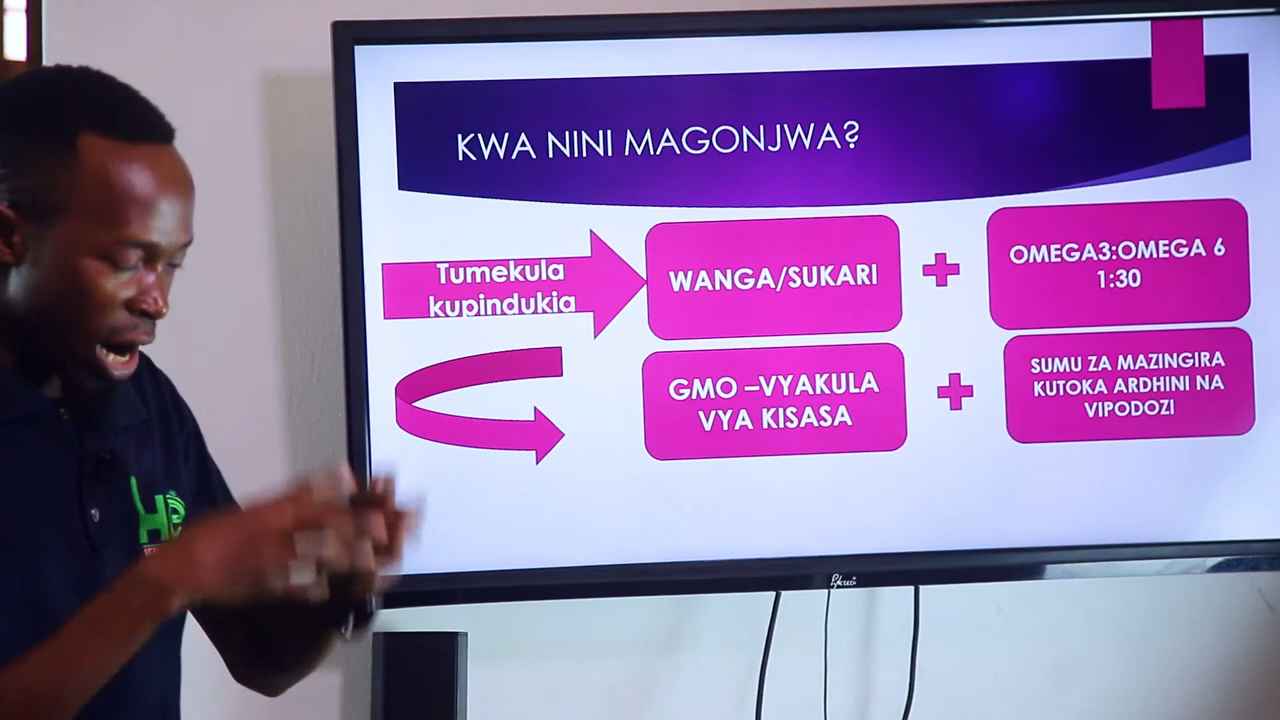 KWA NINI MAGONJWA?
Tumekula
kupindukia
WANGA/SUKARI
OMEGA3:OMEGA 6
1:30
GMO –VYAKULA
VYA KISASA
SUMU ZA MAZINGIRA
KUTOKA ARDHINI NA
VIPODOZI